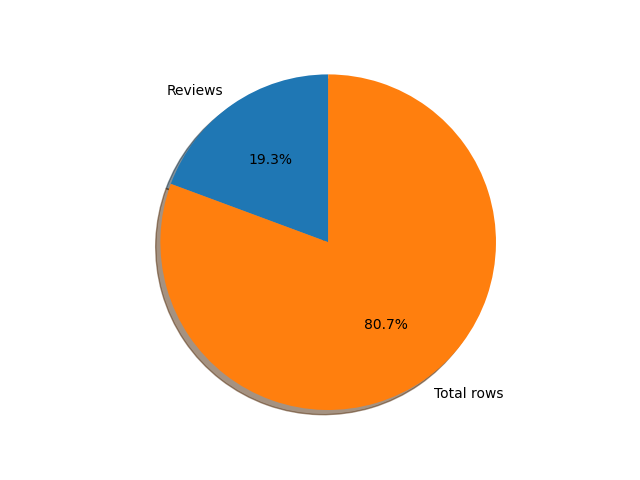 Reviews
19.3%
80.7%
Total rows